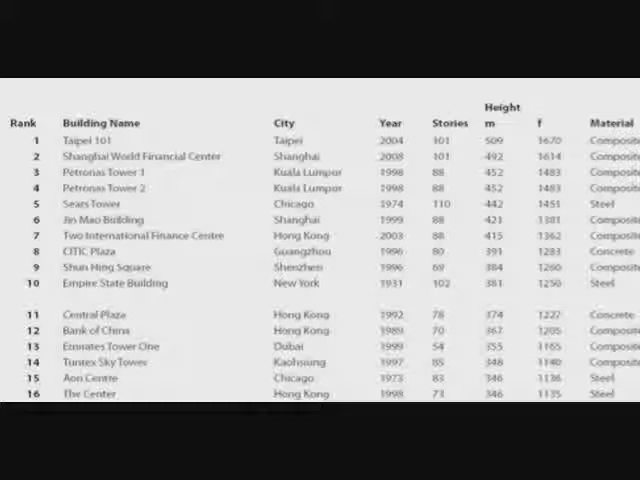 Height
Rank Building Name City Year Stories m f Material
1 Taipei 101 Taipei 2004 101 509 1670 Composite
2 Shanghai World Financial Center Shanghai 2008 101 492 1614 Composite
3 Petronas Tower 1 Kuala Lumpur 1998 88 452 1483 Composite
4 Petronas Tower 2 Kuala Lumpur 1998 88 452 1483 Composite
5 Sears Tower Chicago 1974 110 442 1451 Steel
6 Jin Mao Building Shanghai 1999 88 421 1381 Composite
7 Two International Finance Centre Hong Kong 2003 88 415 1362 Composite
8 CITIC Plaza Guangzhou 1996 80 391 1283 Concrete
9 Shun Hing Square Shenzhen 1996 69 384 1260 Composite
10 Empire State Building New York 1931 102 381 1250 Steel
11 Central Plaza Hong Kong 1992 78 374 1227 Concrete
12 Bank of China Hong Kong 1989 70 367 1205 Composite
13 Emirates Tower One Dubai 1999 54 355 1165 Composite
14 Tuntex Sky Tower Kaohsiung 1997 85 348 1140 Composite
15 Aon Centre Chicago 1973 83 346 1136 Steel
16 The Center Hong Kong 1998 73 346 1135 Steel